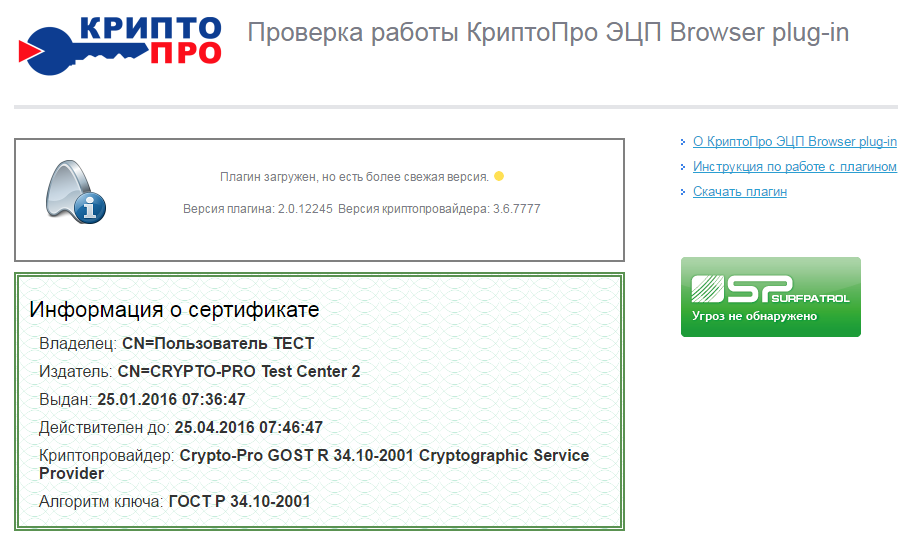 КРИПТО
ПРО
Проверка работы КриптоПро ЭЦП Browser plug-in
Плагин загружен, но есть более свежая версия.
Версия плагина: 2.0.12245 Версия криптопровайдера: 3.6.7777
О КриптоПро ЭЦП Browser plug-in
Инструкция по работе с плагином
Скачать плагин
SP SURFPATROL
Угроз не обнаружено
Информация о сертификате
Владелец: CN=Пользователь ТЕСТ
Издатель: CN=CRYPTO-PRO Test Center 2
Выдан: 25.01.2016 07:36:47
Действителен до: 25.04.2016 07:46:47
Криптопровайдер: Crypto-Pro GOST R 34.10-2001 Cryptographic Service
Provider
Алгоритм ключа: ГОСТ Р 34.10-2001